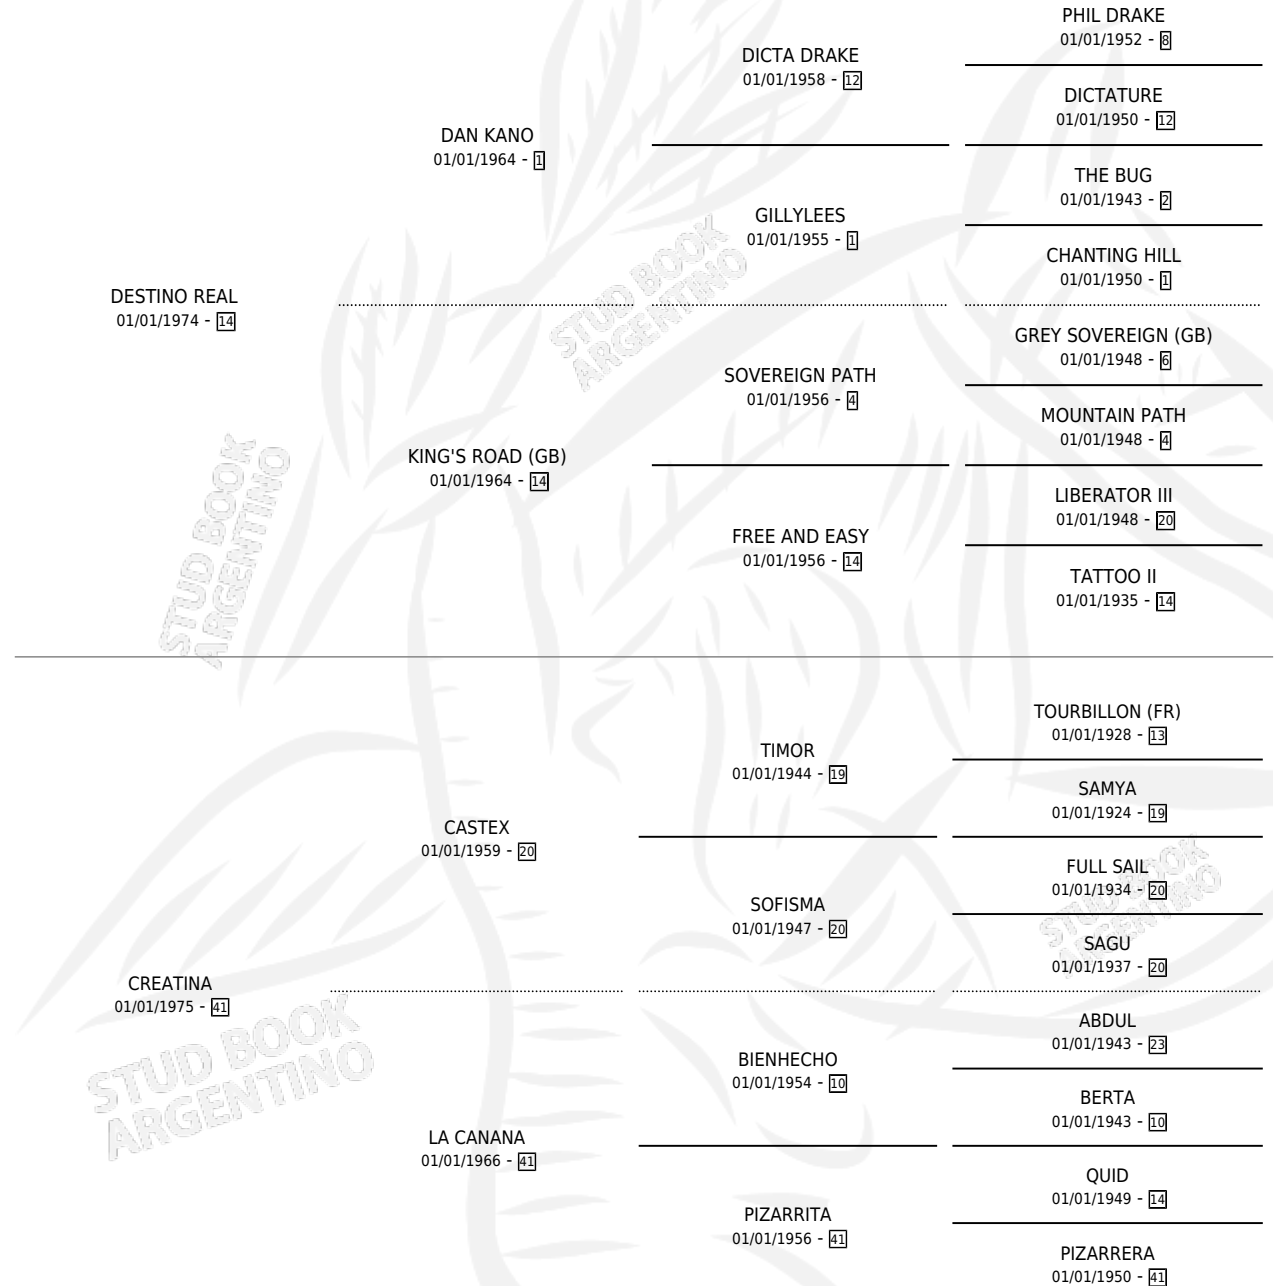 PHIL DRAKE
01/01/1952 - 8
DICTA DRAKE
01/01/1958 - 12
DICTATURE
01/01/1950 - 12
DAN KANO
01/01/1964 - 1
THE BUG
01/01/1943 - 2
GILLYLEES
01/01/1955 - 1
CHANTING HILL
01/01/1950 - 1
DESTINO REAL
01/01/1974 - 14
GREY SOVEREIGN (GB)
01/01/1948 - 6
SOVEREIGN PATH
01/01/1956 - 4
MOUNTAIN PATH
01/01/1948 - 4
KING'S ROAD (GB)
01/01/1964 - 14
LIBERATOR III
01/01/1948 - 20
FREE AND EASY
01/01/1956 - 14
TATTOO II
01/01/1935 - 14
STUD BOOK
ARGENTINO
STUD BOOK
ARGENTINO
TOURBILLON (FR)
01/01/1928 - 13
TIMOR
01/01/1944 - 19
SAMYA
01/01/1924 - 19
CASTEX
01/01/1959 - 20
FULL SAIL
01/01/1934 - 20
SOFISMA
01/01/1947 - 20
SAGU
01/01/1937 - 20
CREATINA
01/01/1975 - 41
ABDUL
01/01/1943 - 23
BIENHECHO
01/01/1954 - 10
BERTA
01/01/1943 - 10
LA CANANA
01/01/1966 - 41
QUID
01/01/1949 - 14
PIZARRITA
01/01/1956 - 41
PIZARRERA
01/01/1950 - 41
STUD BOOK
ARGENTINO
STUD BOOK
ARGENTINO